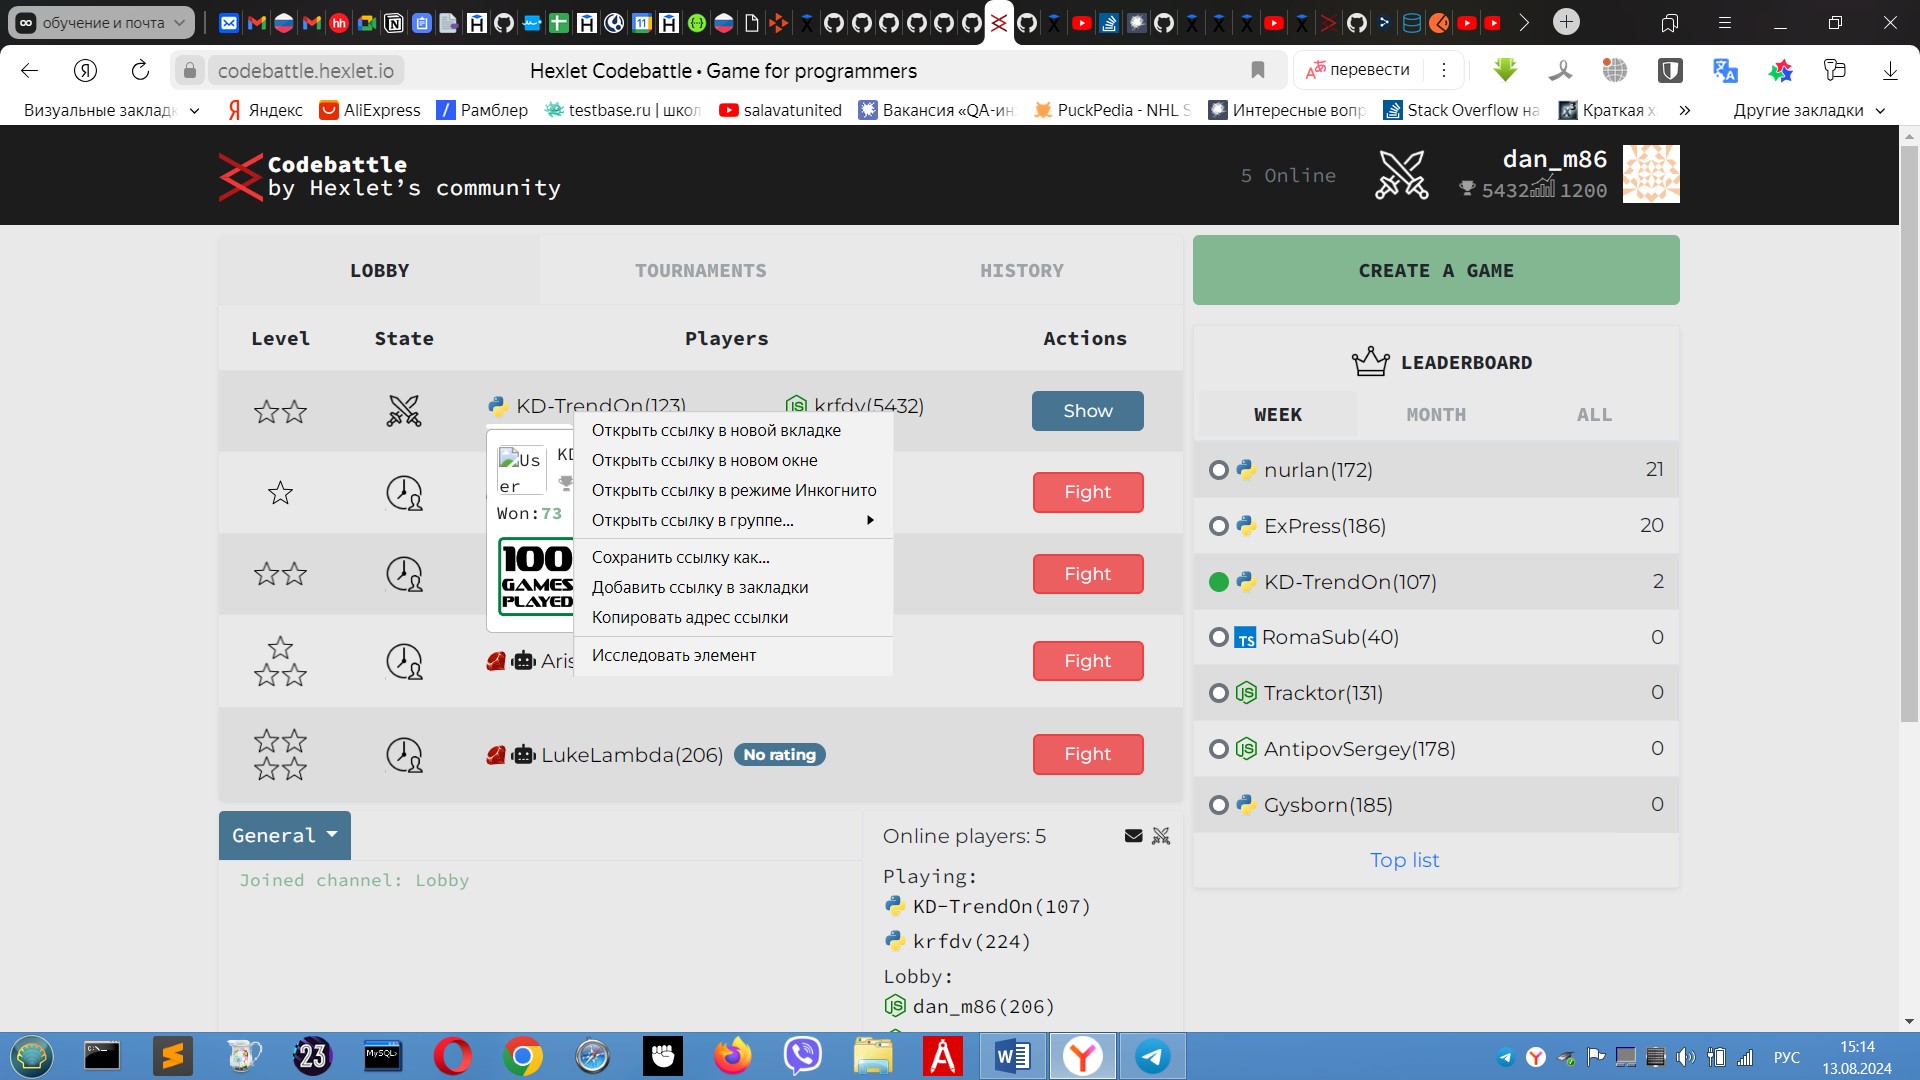 обучение и почта
codebattle.hexlet.io
Hexlet Codebattle • Game for programmers
перевести
Визуальные закладк
Яндекс
AliExpress
Рамблер
testbase.ru | школ
salavatunited
Вакансия «QA-ин
PuckPedia - NHL S
Интересные вопр
Stack Overflow на
Краткая х
»
Другие закладки
Codebattle
by Hexlet’s community
5 Online
dan_m86
5432 1200
LOBBY
TOURNAMENTS
HISTORY
CREATE A GAME
Level
State
Players
Actions
KD-TrendOn(123)
krfdv(5432)
Show
Us
er
KD
Won:73
100
GAMES
PLAYED
Открыть ссылку в новой вкладке
Открыть ссылку в новом окне
Открыть ссылку в режиме Инкогнито
Открыть ссылку в группе...
Сохранить ссылку как...
Добавить ссылку в закладки
Копировать адрес ссылки
Исследовать элемент
Fight
Fight
Aris
Fight
LukeLambda(206)
No rating
Fight
LEADERBOARD
WEEK
MONTH
ALL
nurlan(172) 21
ExPress(186) 20
KD-TrendOn(107) 2
TS RomaSub(40) 0
Tracktor(131) 0
AntipovSergey(178) 0
Gysborn(185) 0
Top list
General
Joined channel: Lobby
Online players: 5
Playing:
KD-TrendOn(107)
krfdv(224)
Lobby:
dan_m86(206)
23
MySQL
РУС
15:14
13.08.2024